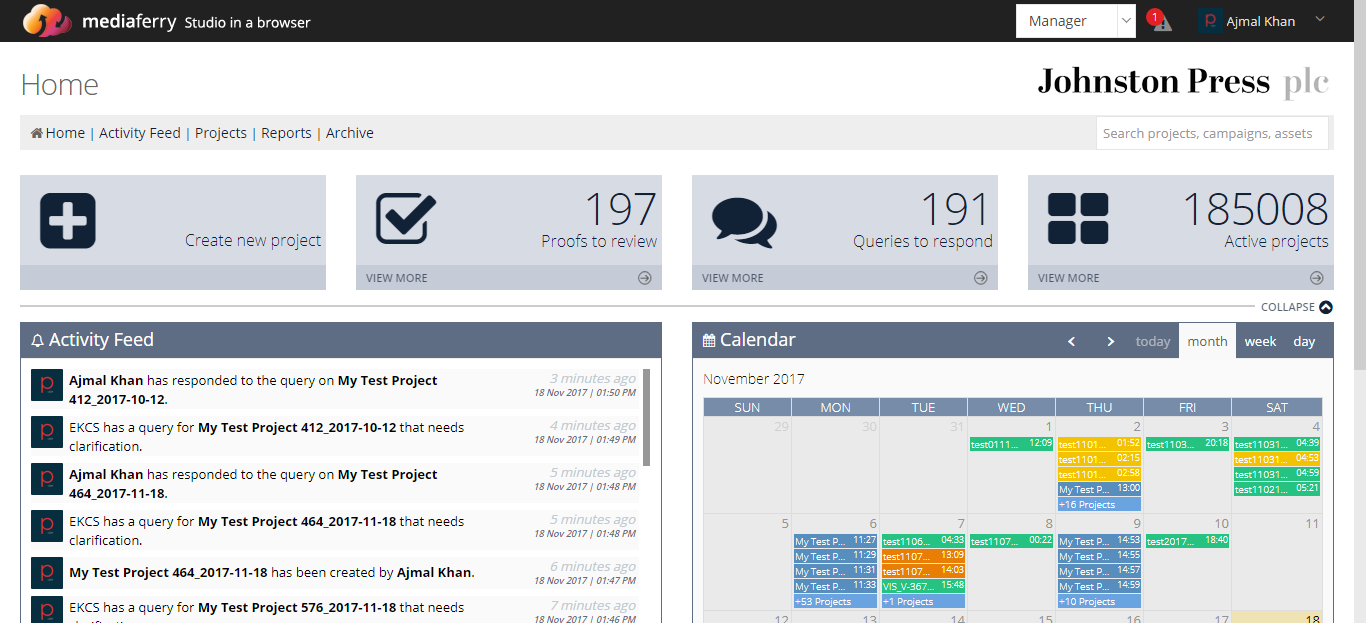 mediaferry Studio in a browser
Manager
1
Ajmal Khan
Home
Johnston Press plc
Home | Activity Feed | Projects | Reports | Archive
Search projects, campaigns, assets
Create new project
197
Proofs to review
VIEW MORE
191
Queries to respond
VIEW MORE
185008
Active projects
VIEW MORE
COLLAPSE
Activity Feed
Ajmal Khan has responded to the query on My Test Project
412_2017-10-12.
3 minutes ago
18 Nov 2017 | 01:50 PM
EKCS has a query for My Test Project 412_2017-10-12 that needs
clarification.
4 minutes ago
18 Nov 2017 | 01:49 PM
Ajmal Khan has responded to the query on My Test Project
464_2017-11-18.
5 minutes ago
18 Nov 2017 | 01:48 PM
EKCS has a query for My Test Project 464_2017-11-18 that needs
clarification.
5 minutes ago
18 Nov 2017 | 01:48 PM
My Test Project 464_2017-11-18 has been created by Ajmal Khan.
6 minutes ago
18 Nov 2017 | 01:47 PM
EKCS has a query for My Test Project 576_2017-11-18 that needs
clarification.
7 minutes ago
18 Nov 2017 | 01:46 PM
Calendar
today month week day
November 2017
SUN MON TUE WED THU FRI SAT
29 30 31 1 2 3 4
test0111... 12:09
test1101... 01:52
test1101... 02:15
test1101... 02:58
My Test P... 13:00
+16 Projects
test1103... 20:18
test11031... 04:39
test11031... 04:53
test11031... 04:59
test11021... 05:21
5 6 7 8 9 10 11
My Test P... 11:27
My Test P... 11:29
My Test P... 11:31
My Test P... 11:33
+53 Projects
test1106... 04:33
test1107... 13:09
test1107... 14:03
VIS_V-367... 15:48
+1 Projects
test1107... 00:22
My Test P... 14:53
My Test P... 14:55
My Test P... 14:57
My Test P... 14:59
+10 Projects
test2017... 18:40
12 13 14 15 16 17 18